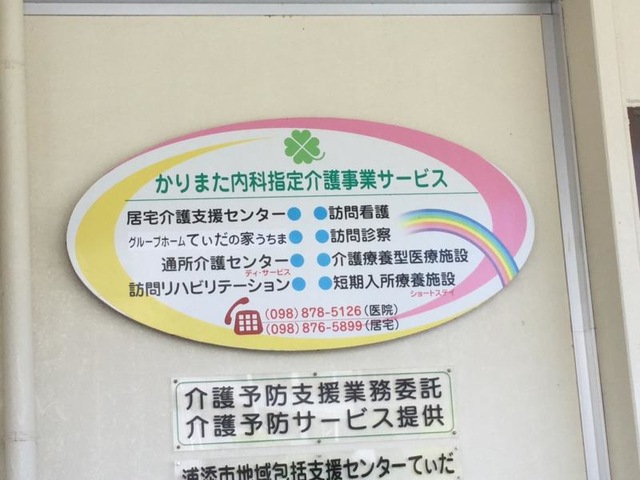 かりまた内科指定介護事業サービス
居宅介護支援センター● ●訪問看護
グループホームてぃだの家うちま● ●訪問診察
通所介護センター● ●介護療養型医療施設
デイ・サービス
訪問リハビリテーション● ●短期入所療養施設
ショートステイ
(098) 878-5126 (医院)
(098) 876-5899 (居宅)
介護予防支援業務委託
介護予防サービス提供
浦添市地域包括支援センターてぃだ